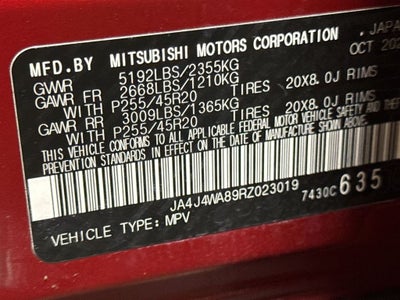 MFD.BY MITSUBISHI MOTORS CORPORATION, JAPA
GVWR 5192LBS/2355KG OCT 202
GAWR FR 2668LBS/1210KG
WITH P255/45R20 TIRES 20X8.0J RIMS
GAWR RR 3009LBS/1365KG
WITH P255/45R20 TIRES 20X8.0J RIMS
THIS VEHICLE CONFORMS TO ALL APPLICABLE FEDERAL MOTOR VEHICLE SAFETY
THEFT PREVENTION STANDARDS IN EFFECT ON THE DATE OF MANUFACTURE
JA4J4WA89RZ023019 7430C 635
VEHICLE TYPE: MPV